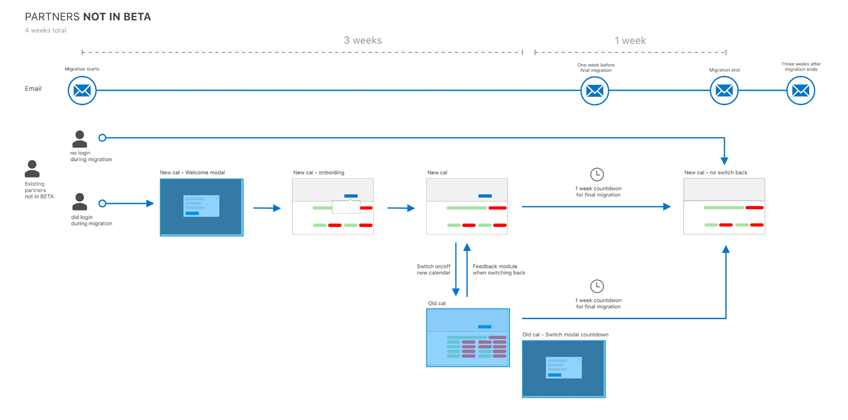 PARTNERS NOT IN BETA
4 weeks total
3 weeks
1 week
Email
Migration starts
One week before
final migration
Migration end
Three weeks after
migration ends
no login
during migration
Existing
partners
not in BETA
did login
during migration
New cal - Welcome modal
New cal - onbording
New cal
1 week countdwon
for final migration
New cal - no switch back
Switch on/off
new calendar
Feedback module
when switching back
Old cal
1 week countdwon
for final migration
Old cal - Switch modal countdown